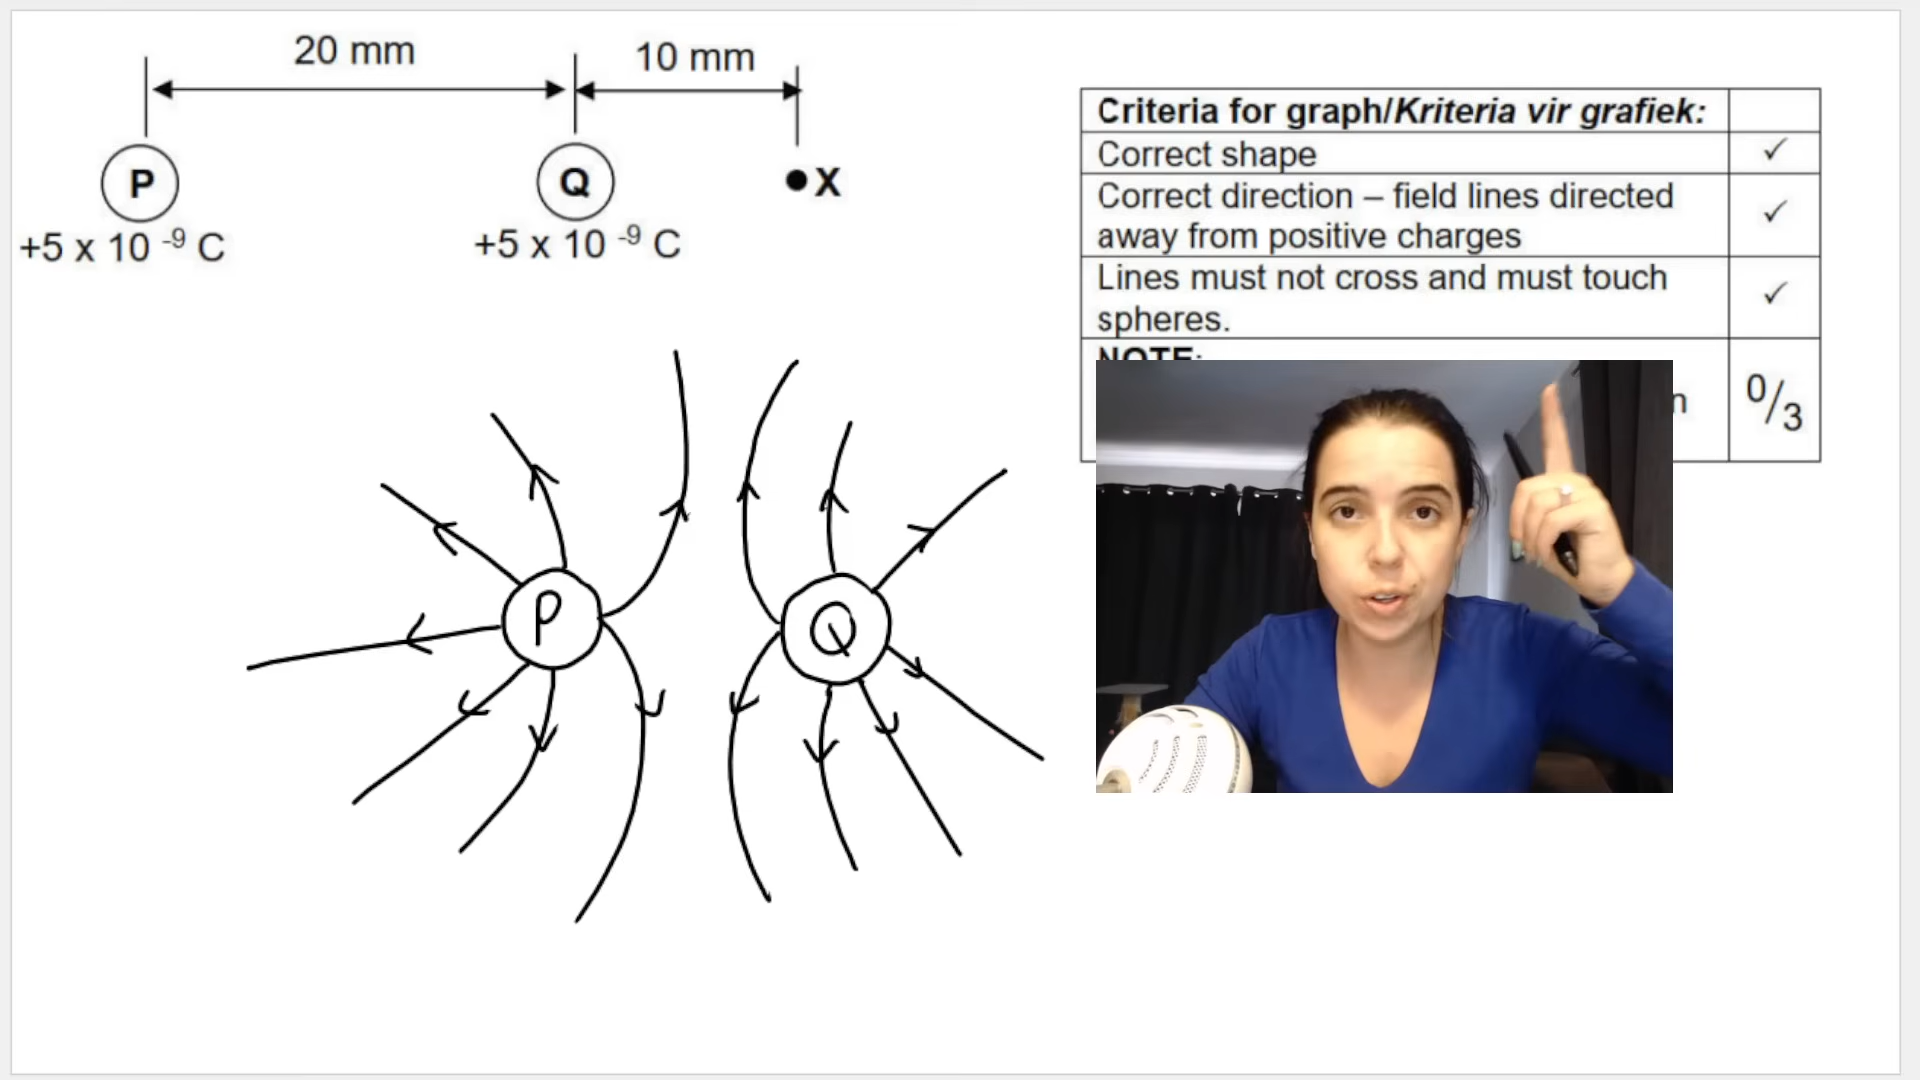 20 mm
10 mm
P
Q
X
+5 x 10 -9 C
+5 x 10 -9 C
Criteria for graph/Kriteria vir grafiek:
Correct shape ✓
Correct direction – field lines directed
away from positive charges ✓
Lines must not cross and must touch
spheres. ✓
NOTE:
0/3
P
Q